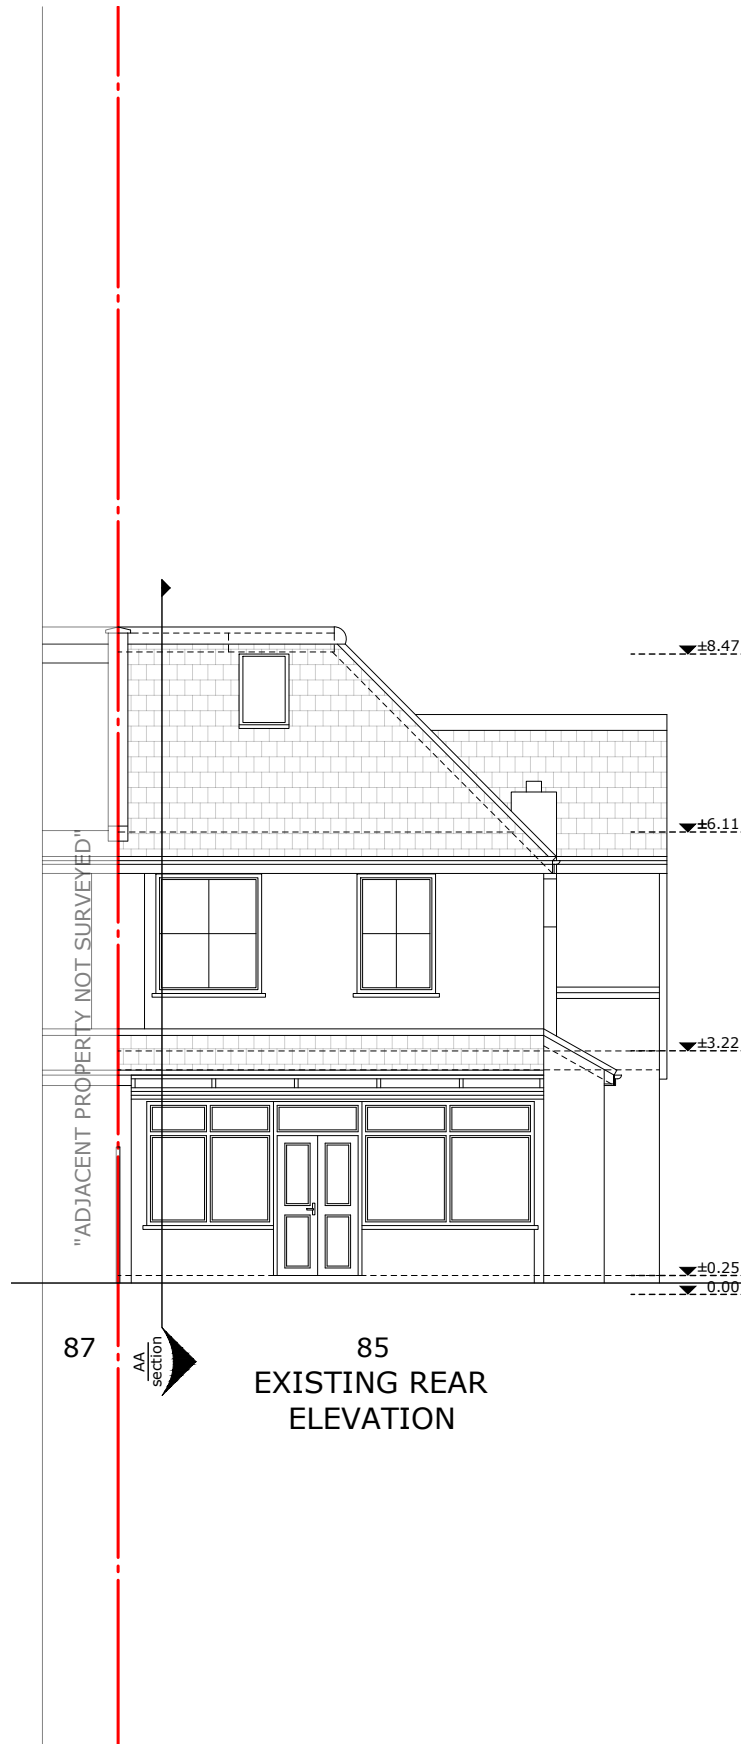 ±8.47
±6.11
"ADJACENT PROPERTY NOT SURVEYED"
±3.22
±0.25
0.00
87
AA
section
85
EXISTING REAR
ELEVATION